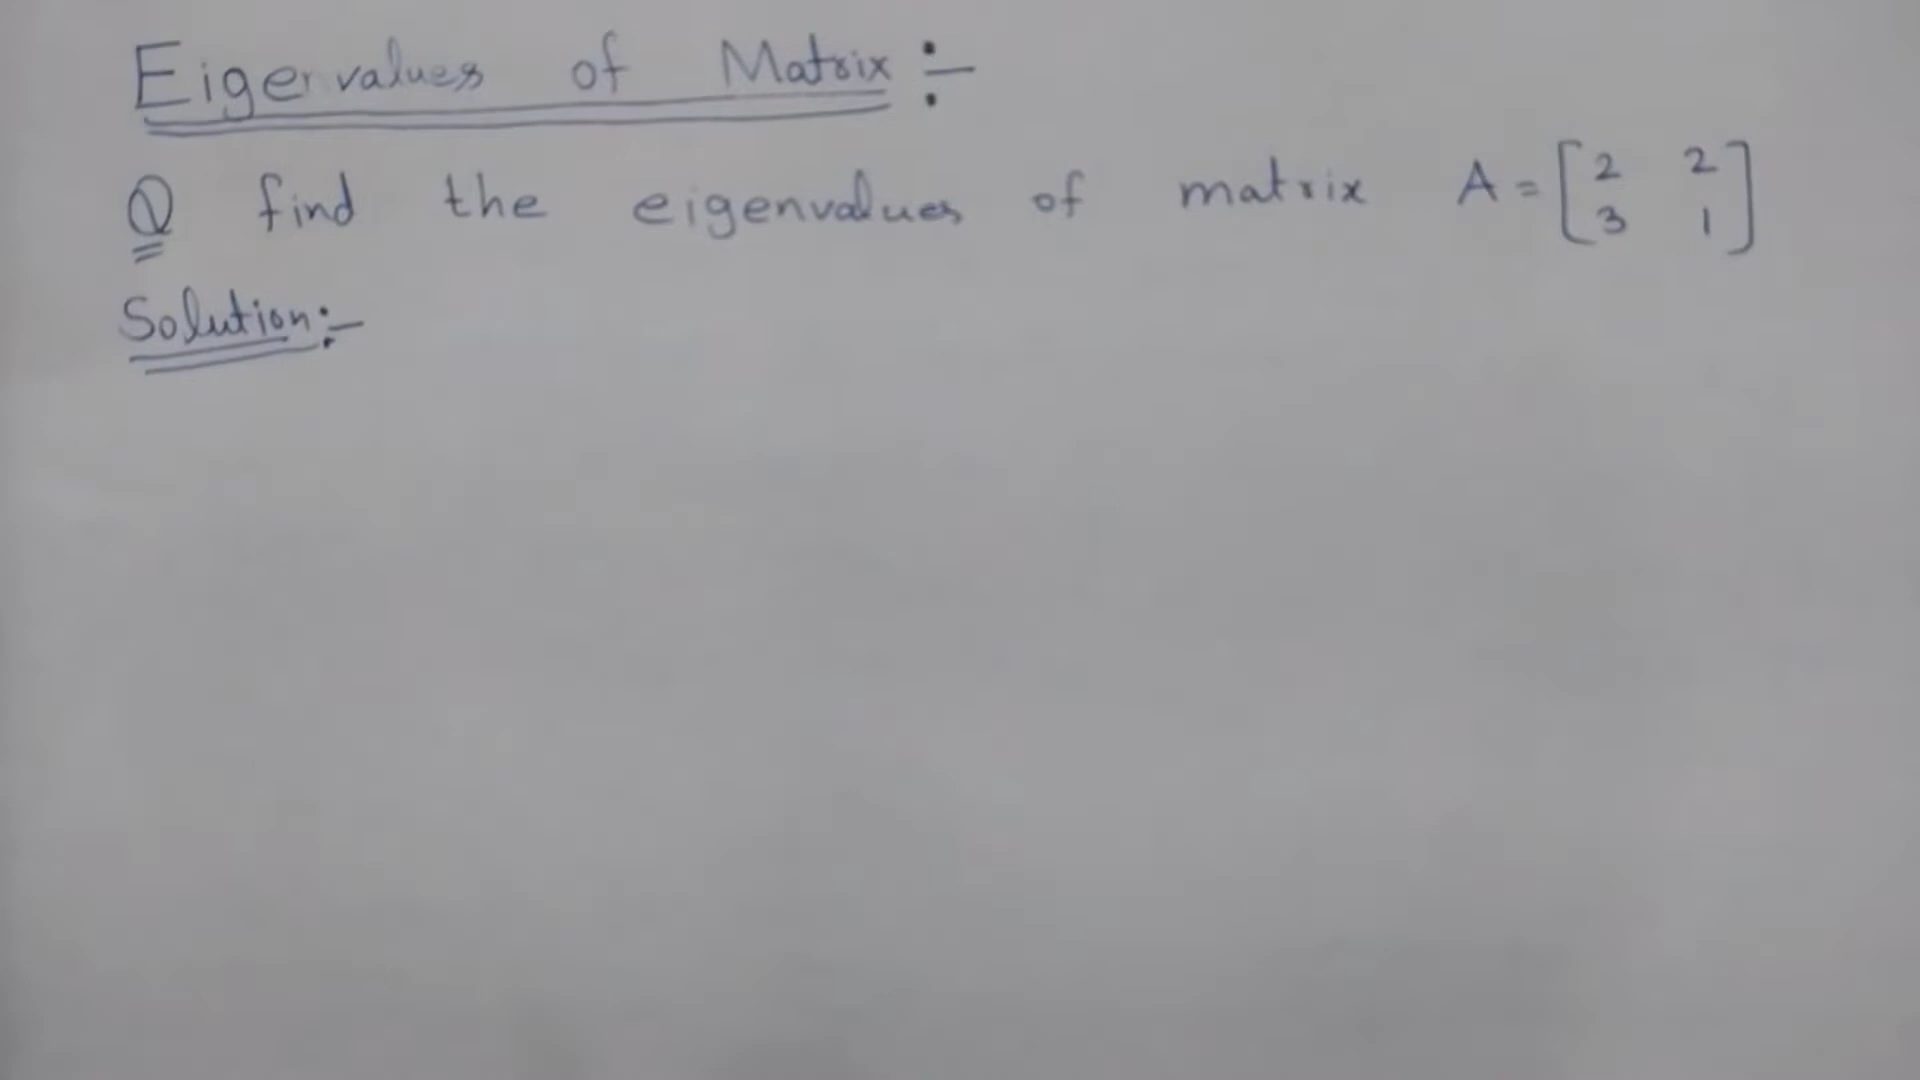 Eigenvalues of Matrix :-
Q find the eigenvalues of matrix A = [2 2
3 1]
Solution:-